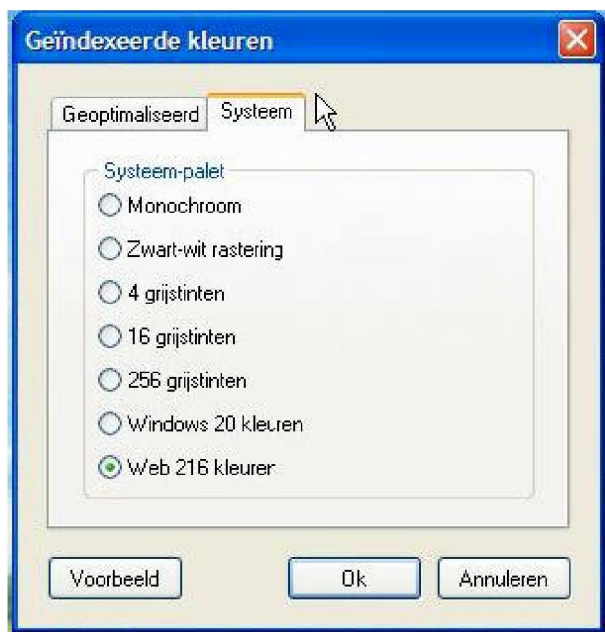 Geïndexeerde kleuren
Geoptimaliseerd Systeem
Systeem-palet
Monochroom
Zwart-wit rastering
4 grijstinten
16 grijstinten
256 grijstinten
Windows 20 kleuren
Web 216 kleuren
Voorbeeld Ok Annuleren